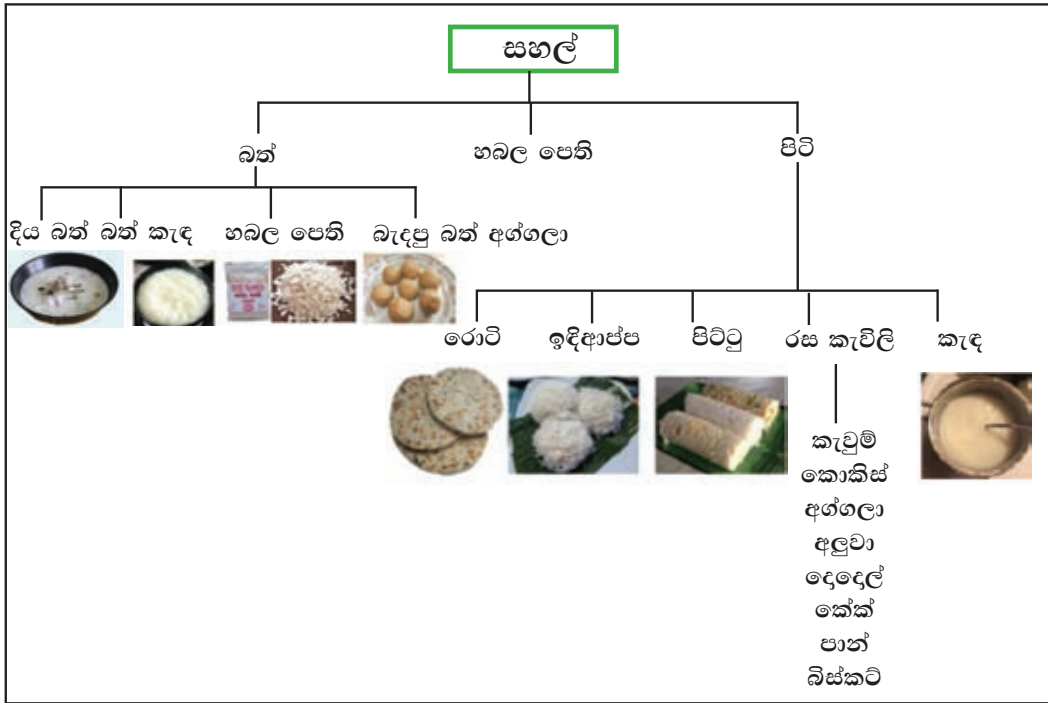 සහල්
බත් හබල පෙති පිටි
දිය බත් බත් කැඳ හබල පෙති බැදපු බත් අග්ගලා
රොටි ඉඳිආප්ප පිට්ටු රස කැවිලි කැඳ
කැවුම්
කොකිස්
අග්ගලා
අලුවා
දොදොල්
කේක්
පාන්
බිස්කට්